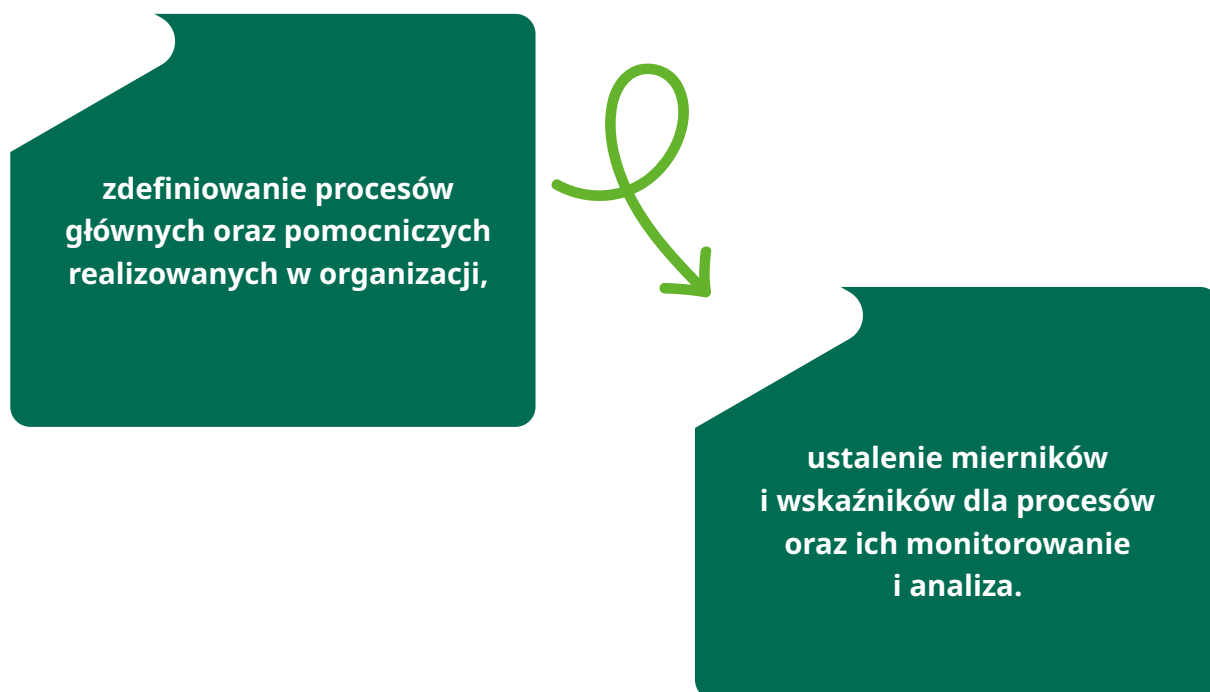 zdefiniowanie procesów
głównych oraz pomocniczych
realizowanych w organizacji,
ustalenie mierników
i wskaźników dla procesów
oraz ich monitorowanie
i analiza.